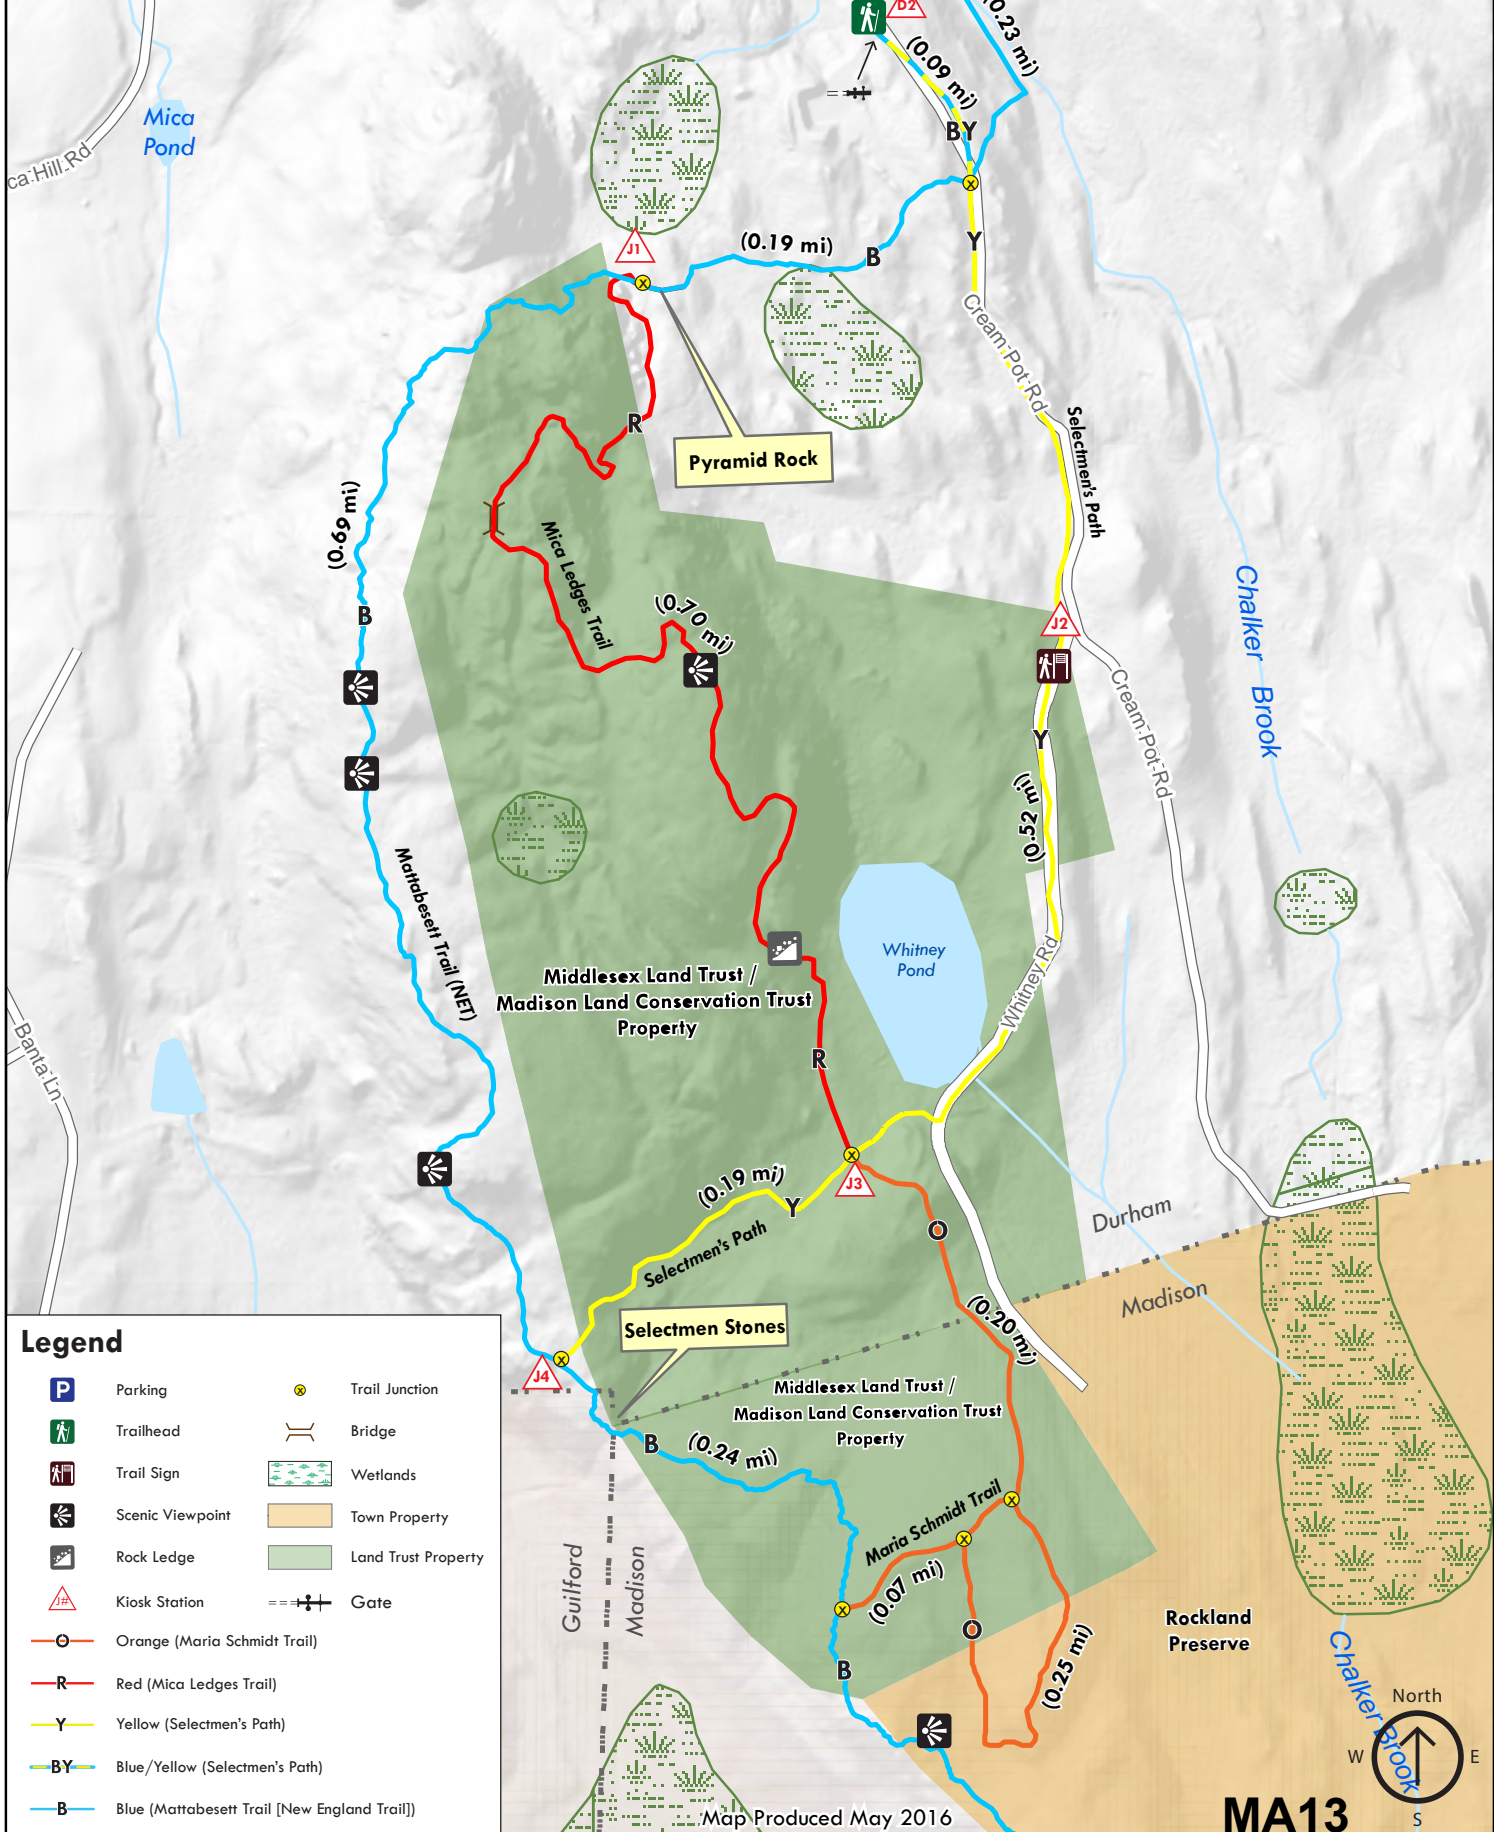 D2
(0.23 mi)
(0.09 mi)
BY
Mica
Pond
ca Hill Rd
J1
(0.19 mi)
B
Y
Cream Pot Rd
Selectmen's Path
R
Pyramid Rock
(0.69 mi)
B
Mica Ledges Trail
(0.70 mi)
J2
Chalker Brook
Cream Pot Rd
Y
(0.52 mi)
Mattabesett Trail (NET)
Whitney
Pond
Whitney Rd
Middlesex Land Trust /
Madison Land Conservation Trust
Property
Banta Ln
R
J3
(0.19 mi)
Y
Selectmen's Path
O
Durham
Madison
(0.20 mi)
Selectmen Stones
J4
Middlesex Land Trust /
Madison Land Conservation Trust
Property
B
(0.24 mi)
Maria Schmidt Trail
(0.07 mi)
Guilford
Madison
O
(0.25 mi)
B
Rockland
Preserve
Chalker Brook
North
W
E
S
Legend
P
Parking
Trail Junction
Trailhead
Bridge
Trail Sign
Wetlands
Scenic Viewpoint
Town Property
Rock Ledge
Land Trust Property
J#
Kiosk Station
Gate
O
Orange (Maria Schmidt Trail)
R
Red (Mica Ledges Trail)
Y
Yellow (Selectmen's Path)
BY
Blue/Yellow (Selectmen's Path)
B
Blue (Mattabesett Trail [New England Trail])
Map Produced May 2016
MA13